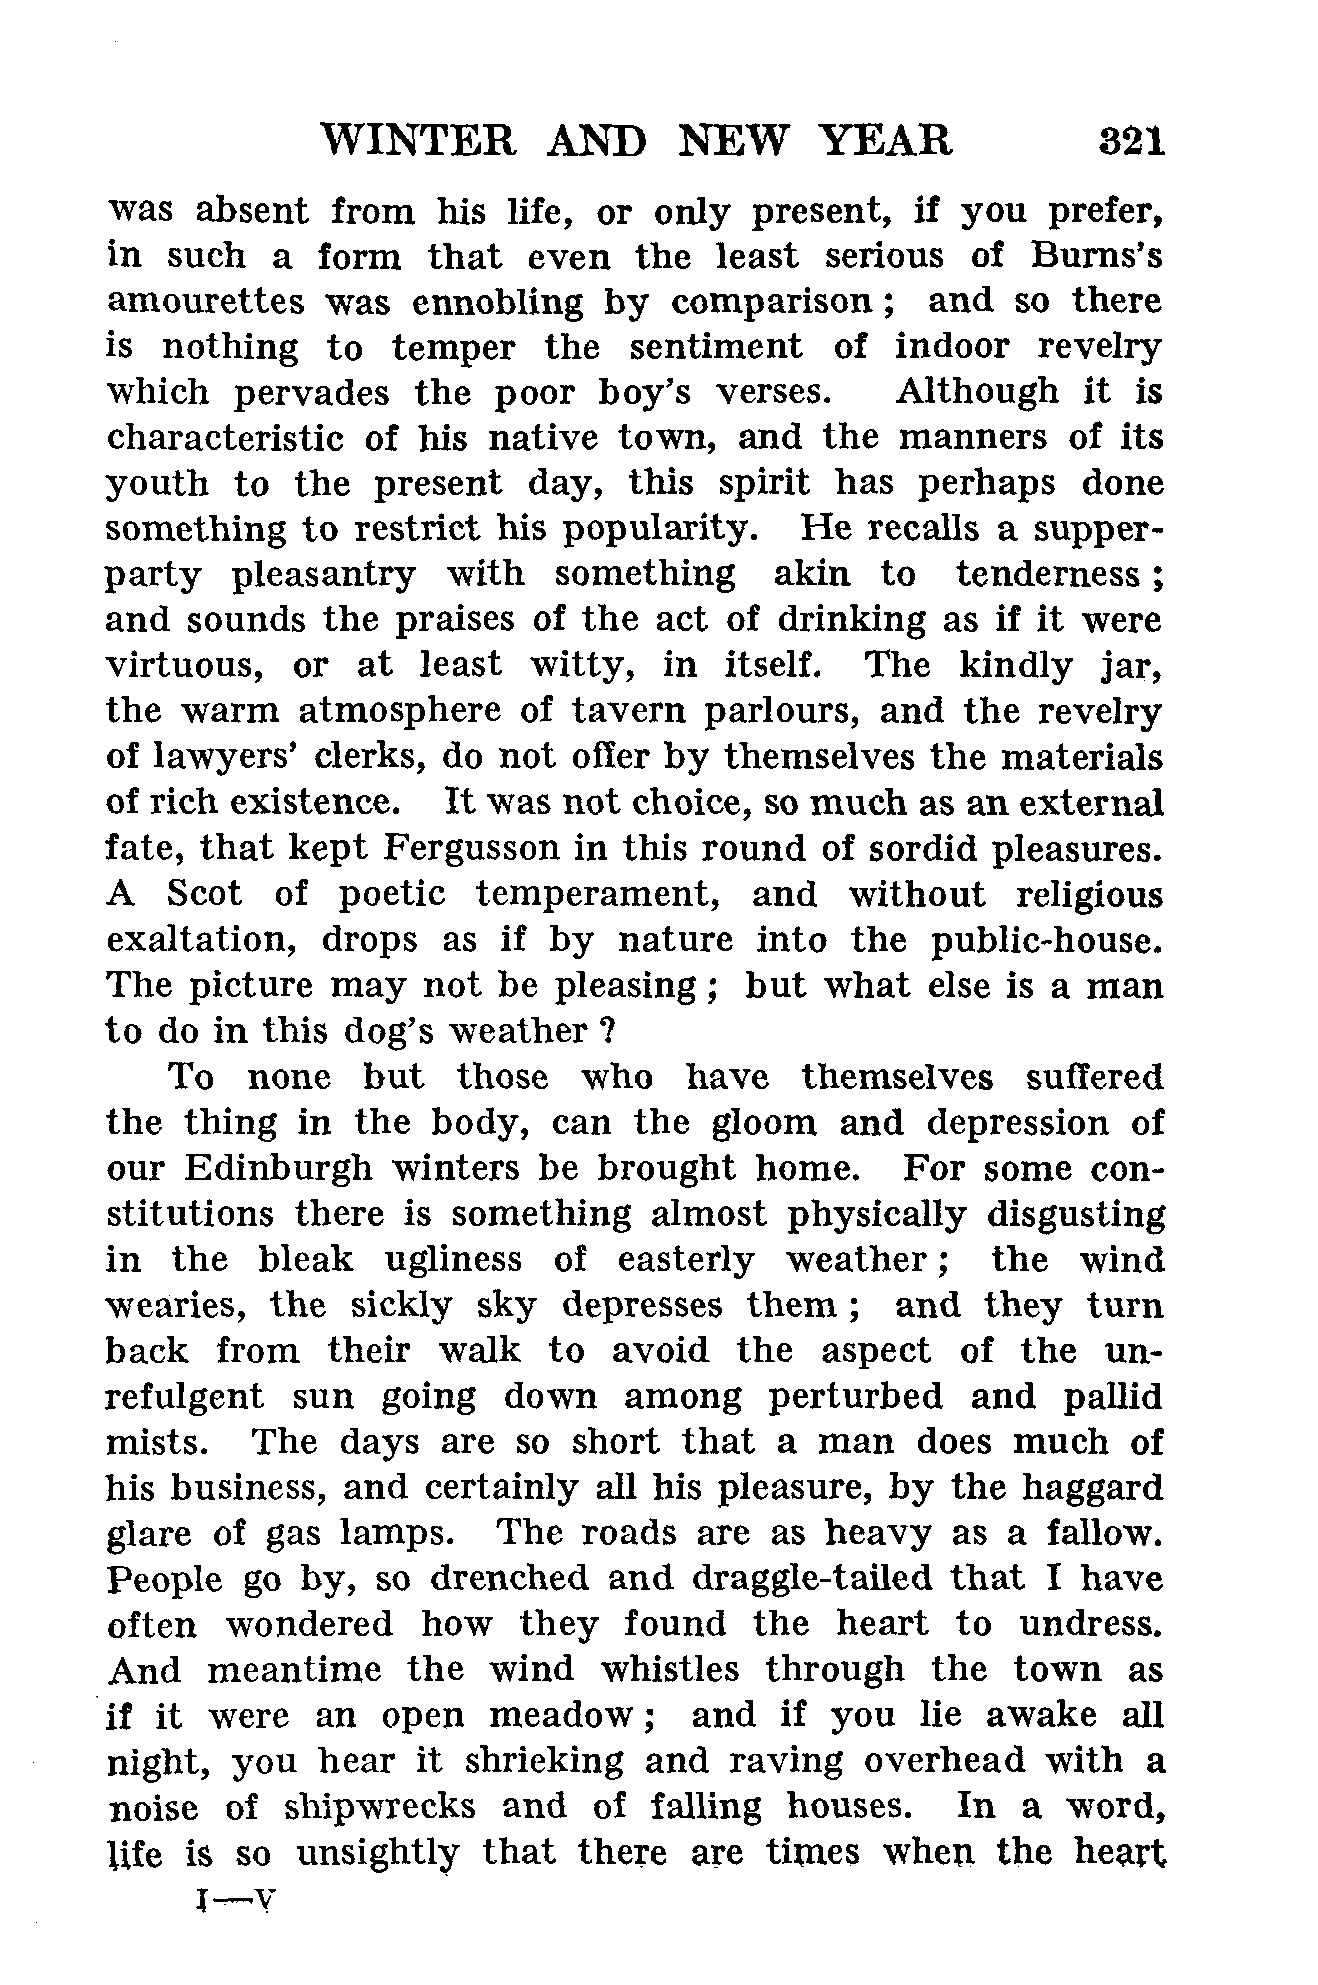 WINTER AND NEW YEAR 321
was absent from his life, or only present, if you prefer,
in such a form that even the least serious of Burns's
amourettes was ennobling by comparison ; and so there
is nothing to temper the sentiment of indoor revelry
which pervades the poor boy's verses. Although it is
characteristic of his native town, and the manners of its
youth to the present day, this spirit has perhaps done
something to restrict his popularity. He recalls a supper-
party pleasantry with something akin to tenderness ;
and sounds the praises of the act of drinking as if it were
virtuous, or at least witty, in itself. The kindly jar,
the warm atmosphere of tavern parlours, and the revelry
of lawyers' clerks, do not offer by themselves the materials
of rich existence. It was not choice, so much as an external
fate, that kept Fergusson in this round of sordid pleasures.
A Scot of poetic temperament, and without religious
exaltation, drops as if by nature into the public-house.
The picture may not be pleasing ; but what else is a man
to do in this dog's weather ?
To none but those who have themselves suffered
the thing in the body, can the gloom and depression of
our Edinburgh winters be brought home. For some con-
stitutions there is something almost physically disgusting
in the bleak ugliness of easterly weather ; the wind
wearies, the sickly sky depresses them ; and they turn
back from their walk to avoid the aspect of the un-
refulgent sun going down among perturbed and pallid
mists. The days are so short that a man does much of
his business, and certainly all his pleasure, by the haggard
glare of gas lamps. The roads are as heavy as a fallow.
People go by, so drenched and draggle-tailed that I have
often wondered how they found the heart to undress.
And meantime the wind whistles through the town as
if it were an open meadow ; and if you lie awake all
night, you hear it shrieking and raving overhead with a
noise of shipwrecks and of falling houses. In a word,
life is so unsightly that there are times when the heart
I—V